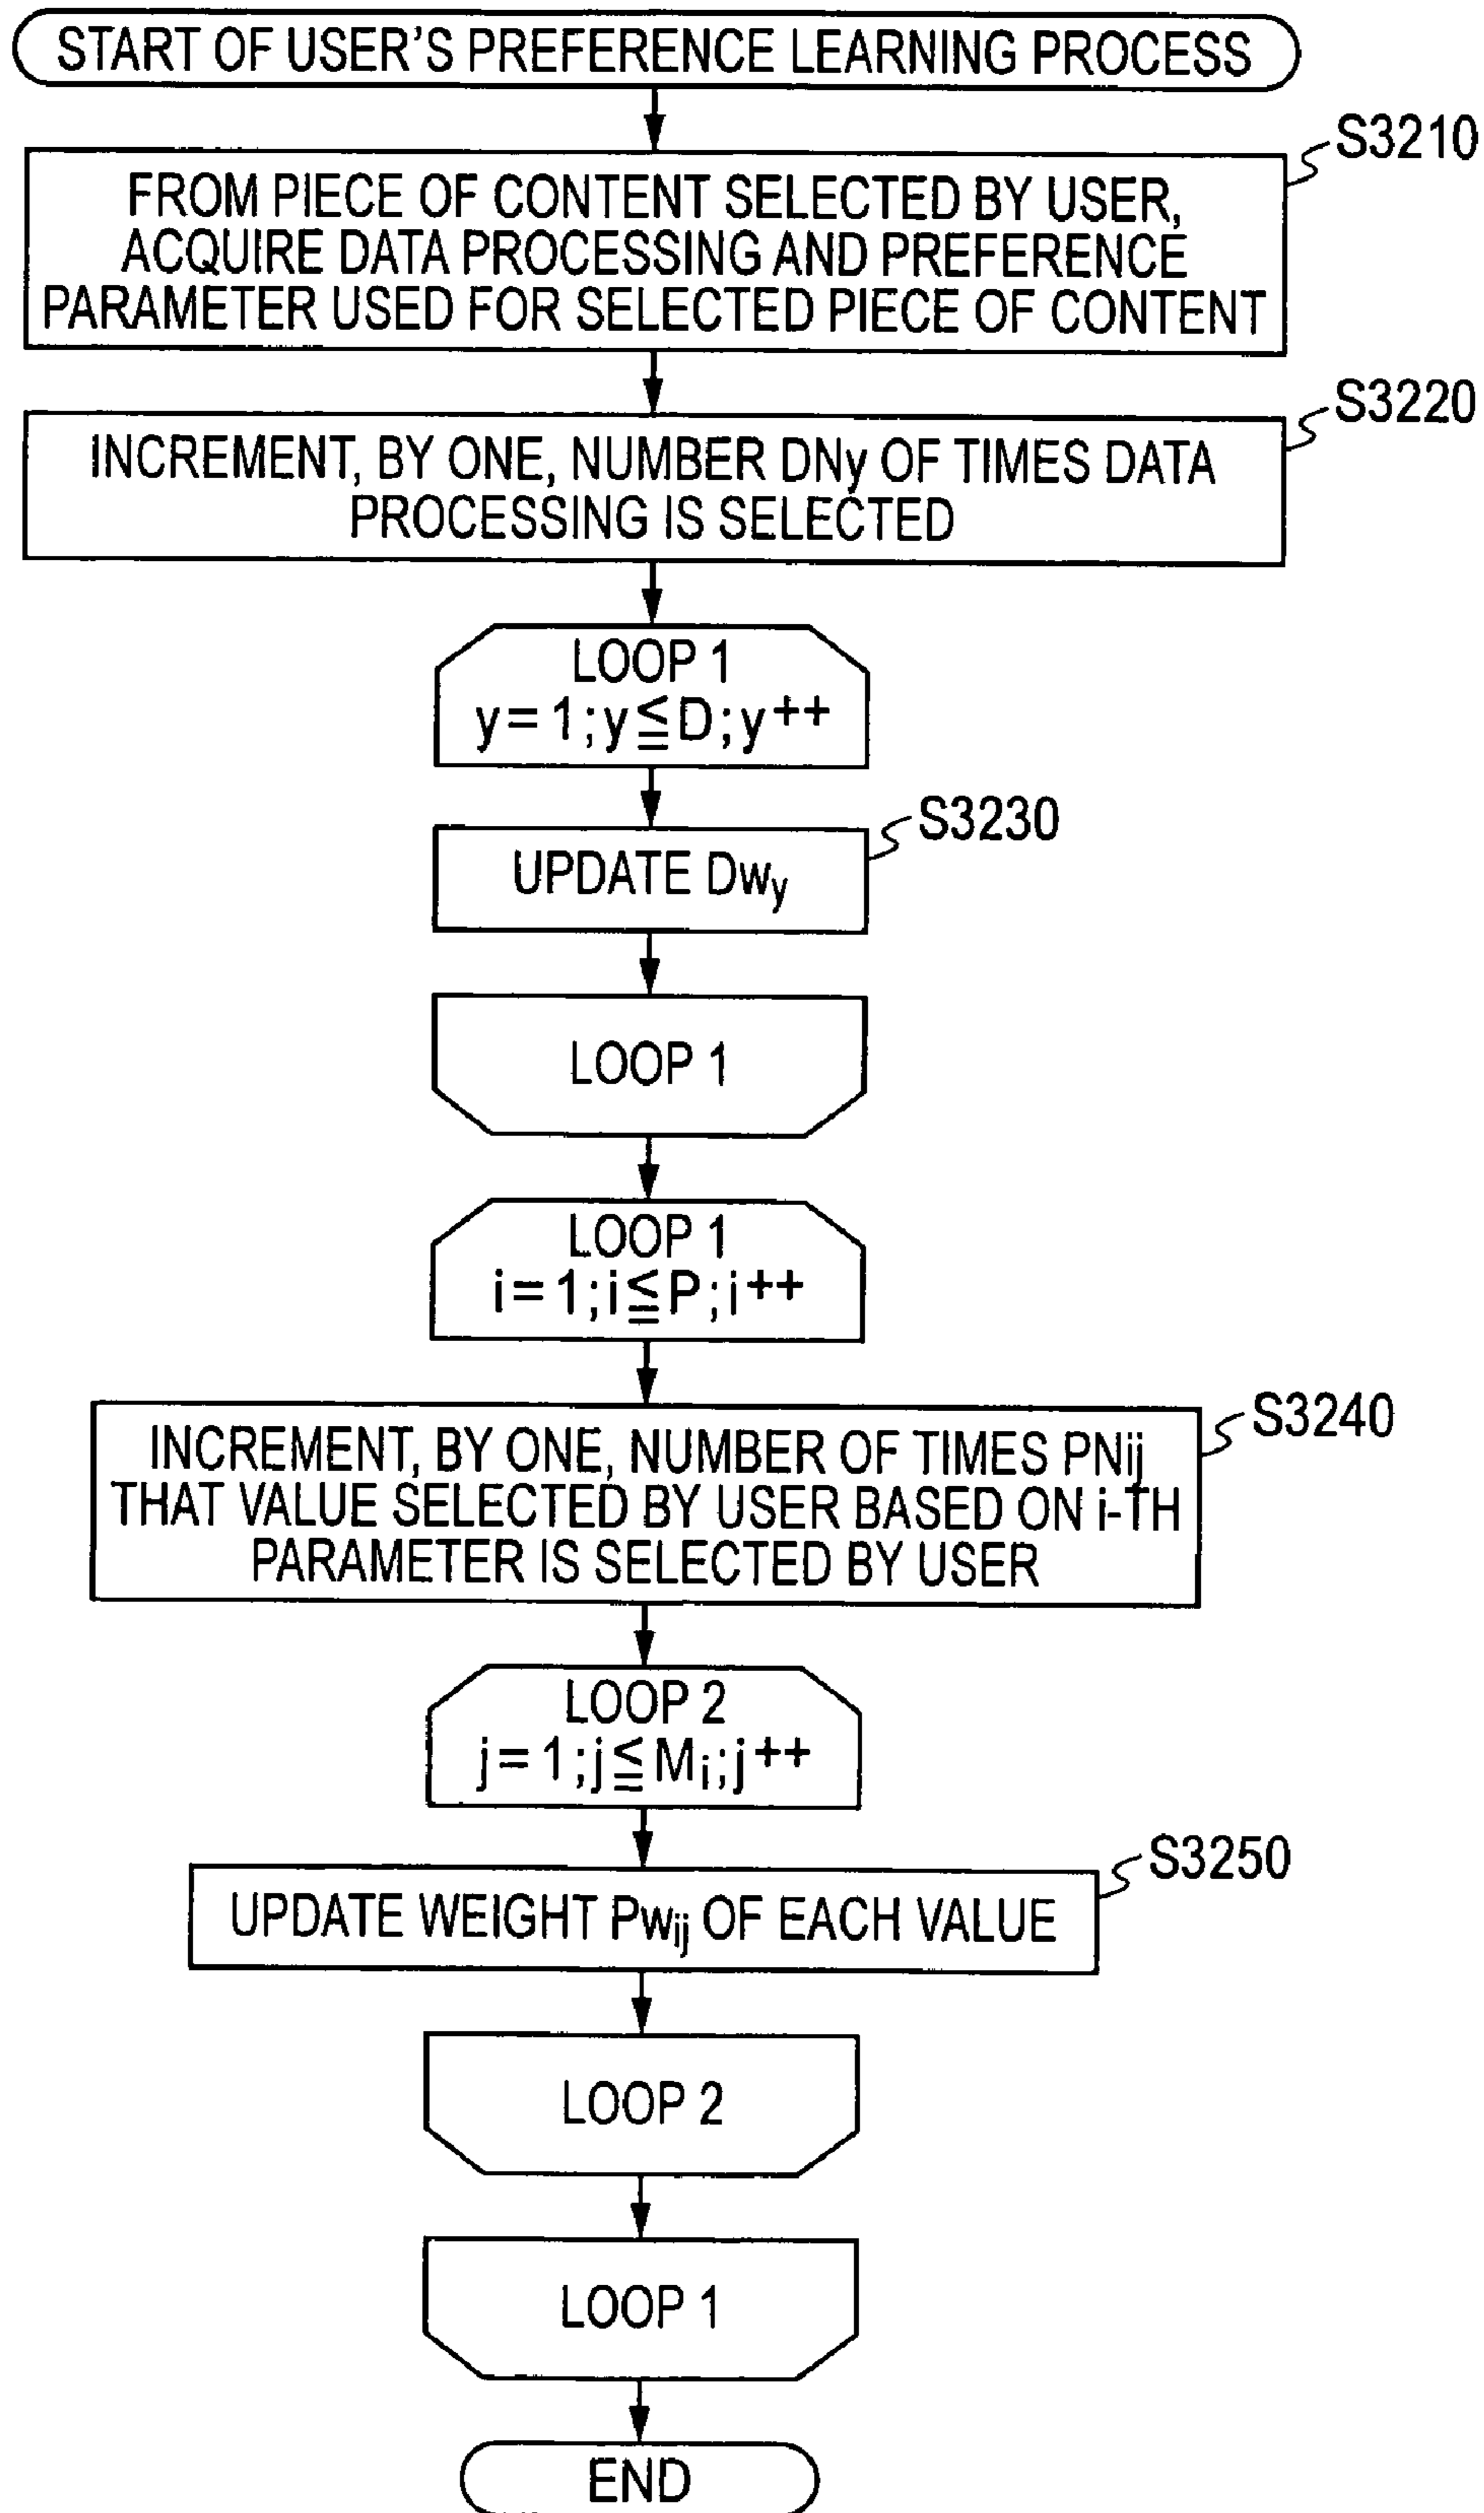 START OF USER'S PREFERENCE LEARNING PROCESS
S3210
FROM PIECE OF CONTENT SELECTED BY USER,
ACQUIRE DATA PROCESSING AND PREFERENCE
PARAMETER USED FOR SELECTED PIECE OF CONTENT
S3220
INCREMENT, BY ONE, NUMBER DNy OF TIMES DATA
PROCESSING IS SELECTED
LOOP 1
y=1;y≦D;y++
S3230
UPDATE Dwy
LOOP 1
LOOP 1
i=1;i≦P;i++
S3240
INCREMENT, BY ONE, NUMBER OF TIMES PNij
THAT VALUE SELECTED BY USER BASED ON i-TH
PARAMETER IS SELECTED BY USER
LOOP 2
j=1;j≦Mi;j++
S3250
UPDATE WEIGHT Pwij OF EACH VALUE
LOOP 2
LOOP 1
END